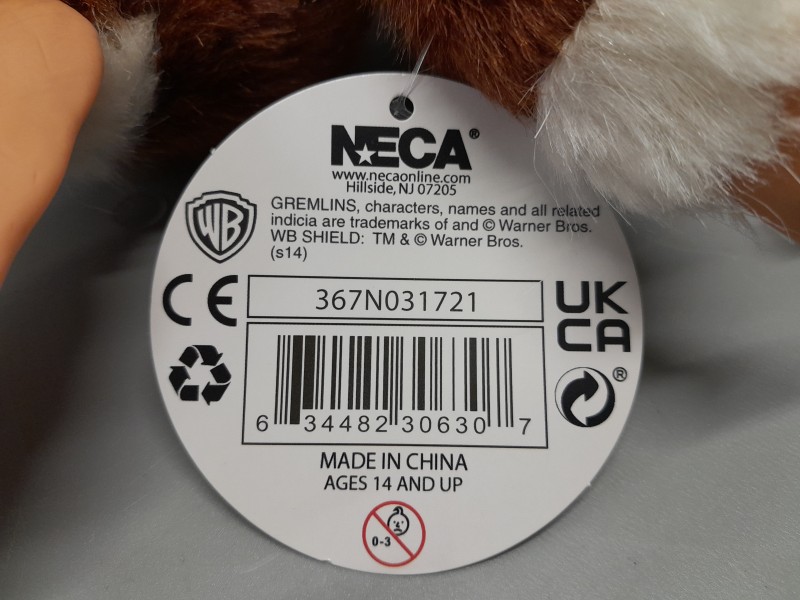 NECA®
www.necaonline.com
Hillside, NJ 07205
WB
GREMLINS, characters, names and all related
indicia are trademarks of and © Warner Bros.
WB SHIELD: TM & © Warner Bros.
(s14)
CE
367N031721
UK
CA
6 34482 30630 7
®
MADE IN CHINA
AGES 14 AND UP
0-3